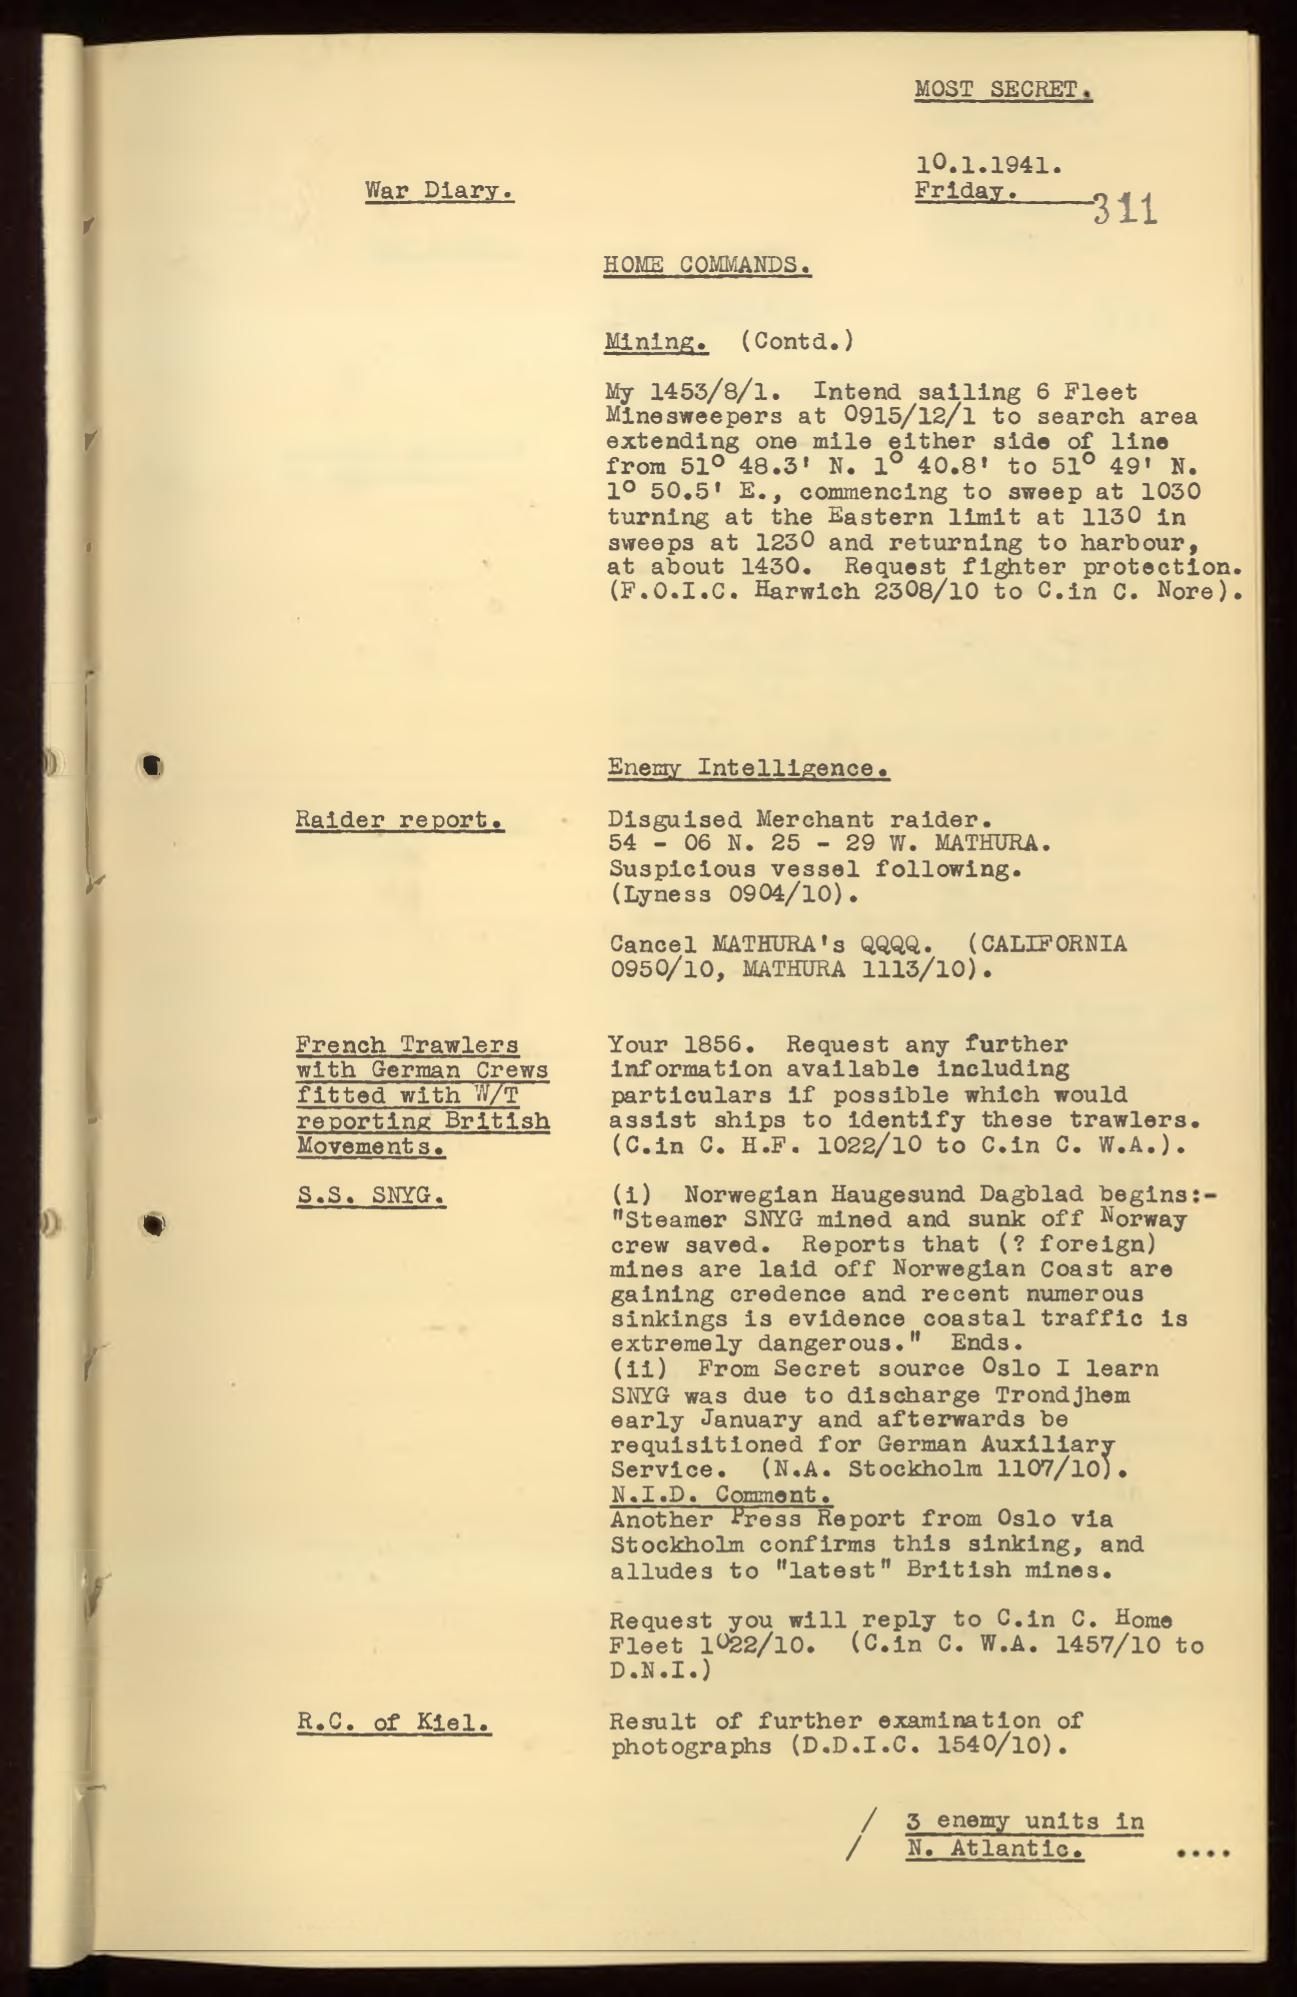 MOST SECRET.
10.1.1941.
War Diary.
Friday.
311
HOME COMMANDS.
Mining. (Contd.)
My 1453/8/1. Intend sailing 6 Fleet
Minesweepers at 0915/12/1 to search area
extending one mile either side of line
from 51° 48.3' N. 1° 40.8' to 51° 49' N.
1° 50.5' E., commencing to sweep at 1030
turning at the Eastern limit at 1130 in
sweeps at 1230 and returning to harbour,
at about 1430. Request fighter protection.
(F.O.I.C. Harwich 2308/10 to C.in C. Nore).
Enemy Intelligence.
Raider report.
Disguised Merchant raider.
54 - 06 N. 25 - 29 W. MATHURA.
Suspicious vessel following.
(Lyness 0904/10).
Cancel MATHURA's QQQQ. (CALIFORNIA
0950/10, MATHURA 1113/10).
French Trawlers
with German Crews
fitted with W/T
reporting British
Movements.
Your 1856. Request any further
information available including
particulars if possible which would
assist ships to identify these trawlers.
(C.in C. H.F. 1022/10 to C.in C. W.A.).
S.S. SNYG.
(i) Norwegian Haugesund Dagblad begins:-
"Steamer SNYG mined and sunk off Norway
crew saved. Reports that (? foreign)
mines are laid off Norwegian Coast are
gaining credence and recent numerous
sinkings is evidence coastal traffic is
extremely dangerous." Ends.
(ii) From Secret source Oslo I learn
SNYG was due to discharge Trondjhem
early January and afterwards be
requisitioned for German Auxiliary
Service. (N.A. Stockholm 1107/10).
N.I.D. Comment.
Another Press Report from Oslo via
Stockholm confirms this sinking, and
alludes to "latest" British mines.
Request you will reply to C.in C. Home
Fleet 1022/10. (C.in C. W.A. 1457/10 to
D.N.I.)
R.C. of Kiel.
Result of further examination of
photographs (D.D.I.C. 1540/10).
/ 3 enemy units in
/ N. Atlantic. ....